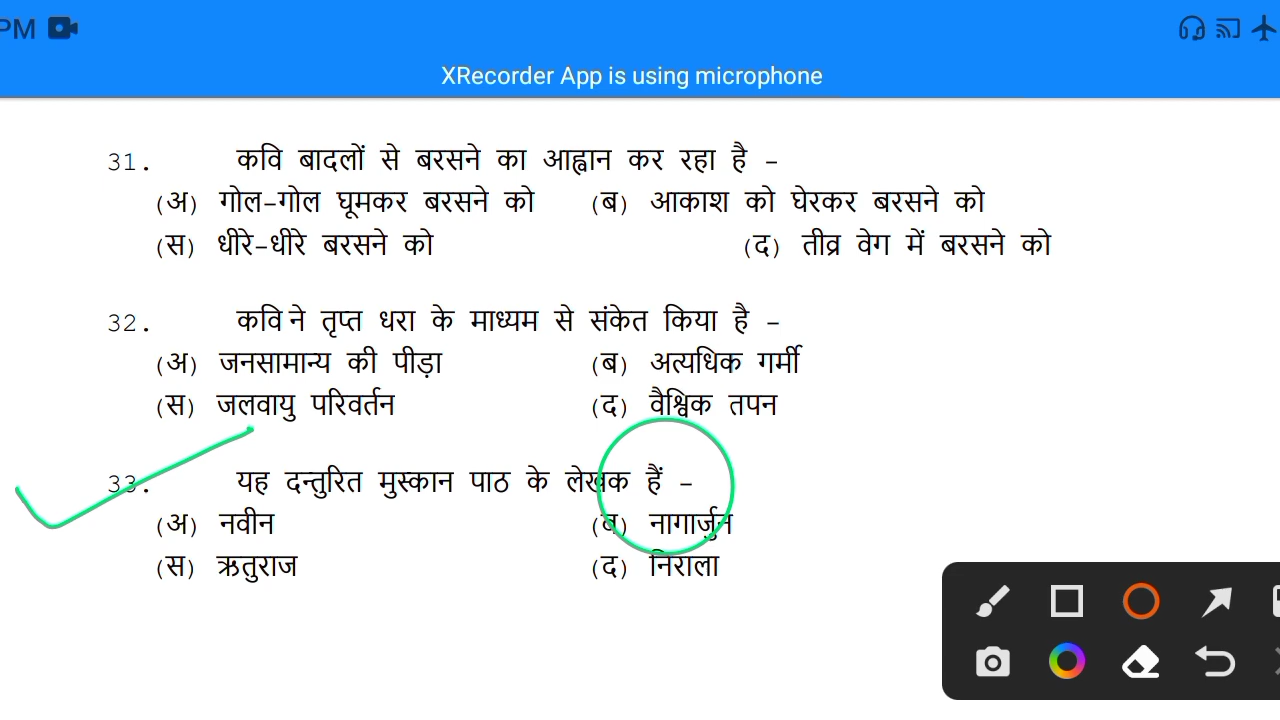 PM
XRecorder App is using microphone
31. कवि बादलों से बरसने का आह्वान कर रहा है –
(अ) गोल–गोल घूमकर बरसने को (ब) आकाश को घेरकर बरसने को
(स) धीरे–धीरे बरसने को (द) तीव्र वेग में बरसने को
32. कवि ने तृप्त धरा के माध्यम से संकेत किया है –
(अ) जनसामान्य की पीड़ा (ब) अत्यधिक गर्मी
(स) जलवायु परिवर्तन (द) वैश्विक तपन
33. यह दन्तुरित मुस्कान पाठ के लेखक हैं –
(अ) नवीन (ब) नागार्जुन
(स) ऋतुराज (द) निराला